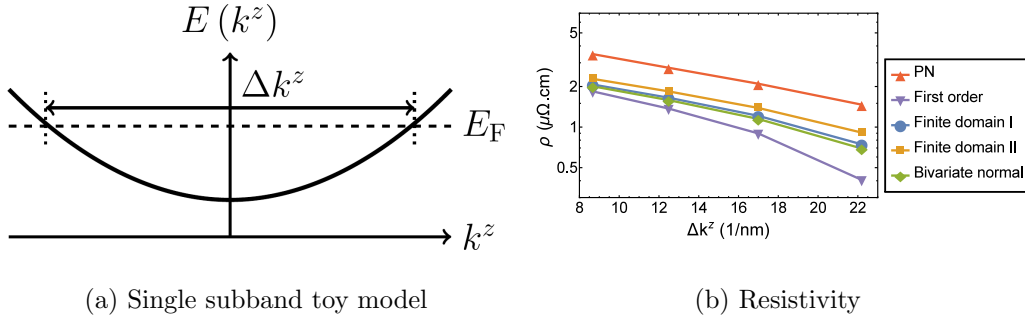 E (k^z)
Δk^z
E_F
k^z
(a) Single subband toy model
5
2
1
0.5
ρ (μΩ.cm)
8 10 12 14 16 18 20 22
Δk^z (1/nm)
PN
First order
Finite domain I
Finite domain II
Bivariate normal
(b) Resistivity